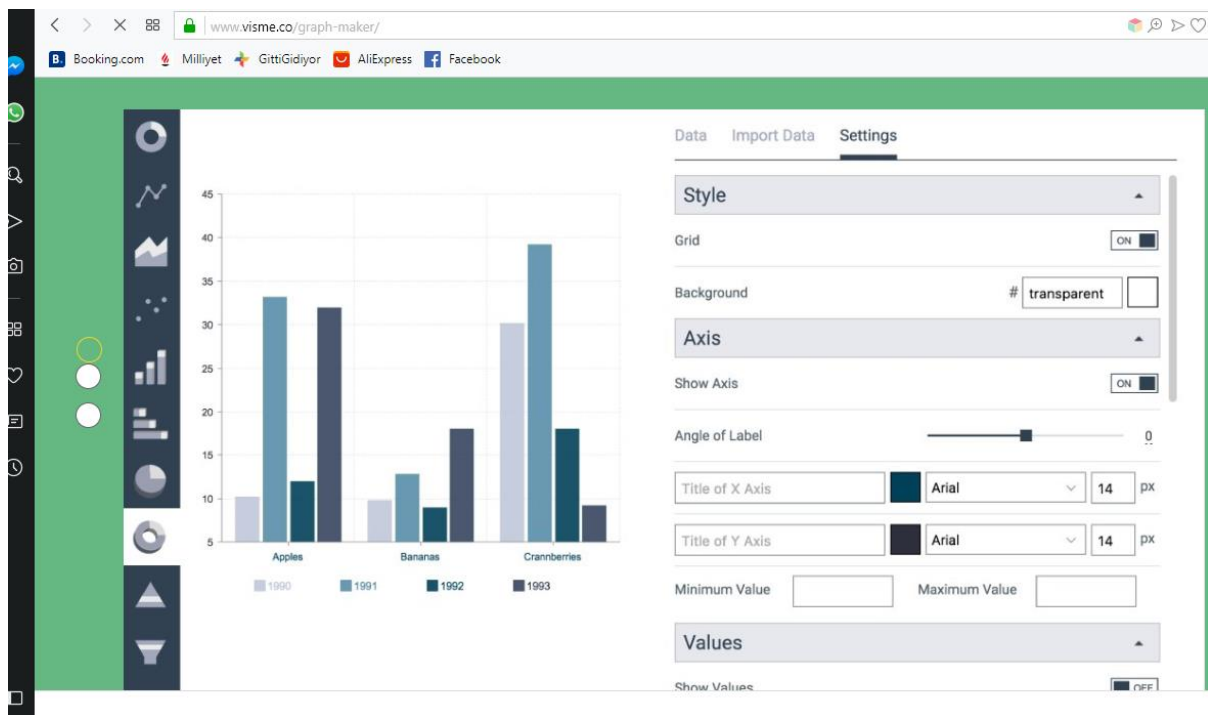 www.visme.co/graph-maker/
B. Booking.com Milliyet GittiGidiyor AliExpress f Facebook
Data Import Data Settings
Style
Grid ON
Background # transparent
Axis
Show Axis ON
Angle of Label 0
Title of X Axis Arial 14 px
Title of Y Axis Arial 14 px
Minimum Value Maximum Value
Values
Show Values OFF
45
40
35
30
25
20
15
10
5
Apples Bananas Crannberries
1990 1991 1992 1993